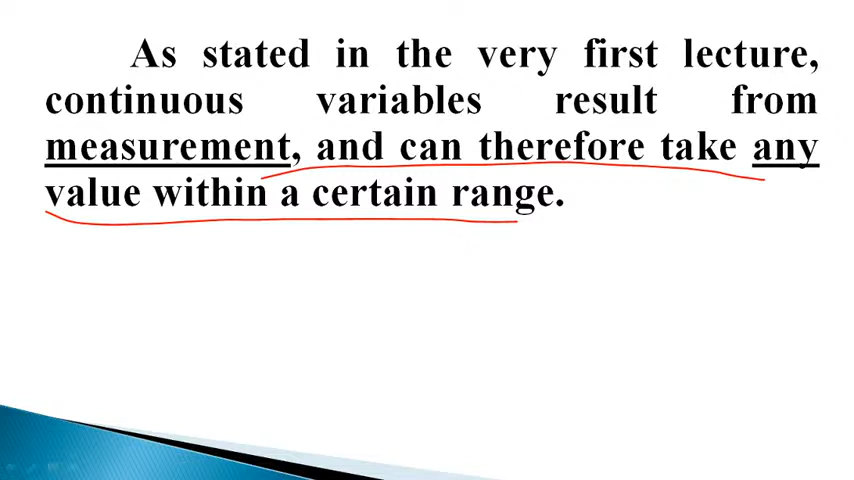 As stated in the very first lecture,
continuous variables result from
measurement, and can therefore take any
value within a certain range.